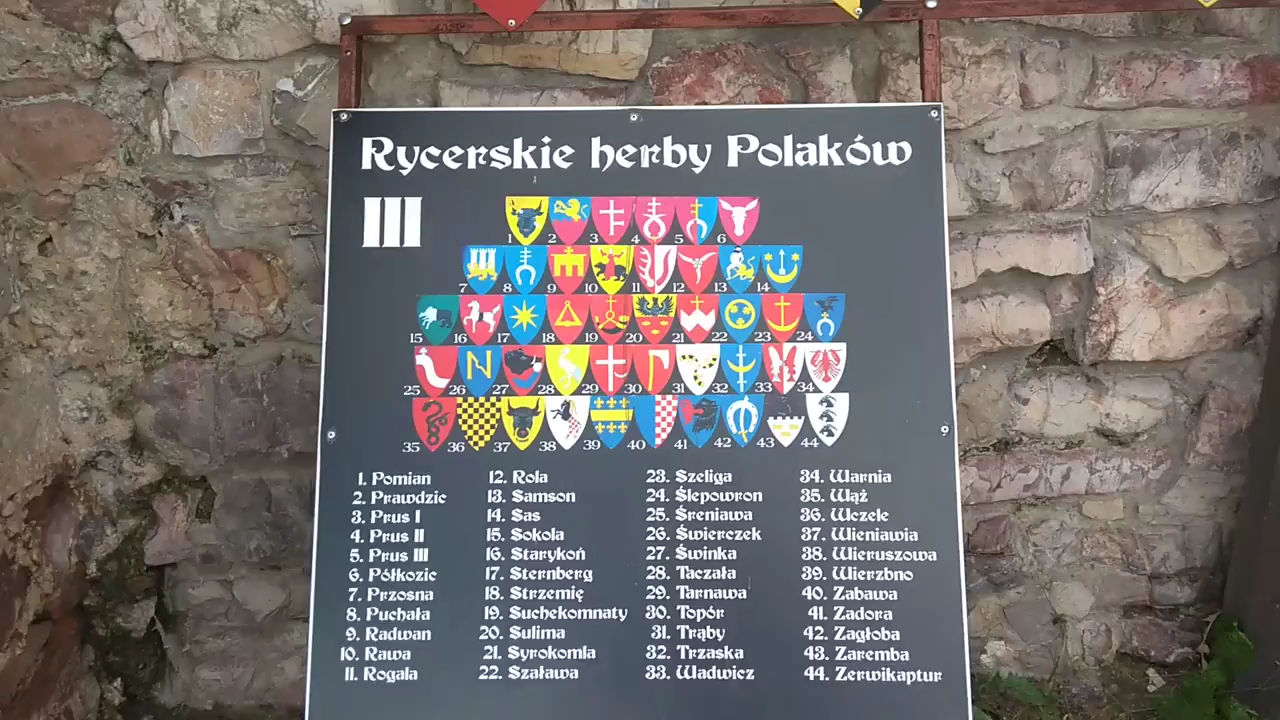 Rycerskie herby Polaków
III
1 2 3 4 5 6
7 8 9 10 11 12 13 14
15 16 17 18 19 20 21 22 23 24
25 26 27 28 29 30 31 32 33 34
35 36 37 38 39 40 41 42 43 44
1. Pomian
2. Prawdzic
3. Prus I
4. Prus II
5. Prus III
6. Półkozic
7. Przosna
8. Puchała
9. Radwan
10. Rawa
11. Rogala
12. Rola
13. Samson
14. Sas
15. Sokola
16. Starykoń
17. Sternberg
18. Strzemię
19. Suchekomnaty
20. Sulima
21. Syrokomla
22. Szaława
23. Szeliga
24. Ślepowron
25. Śreniawa
26. Świerczek
27. Świnka
28. Taczała
29. Tarnawa
30. Topór
31. Trąby
32. Trzaska
33. Wadwicz
34. Warnia
35. Wąż
36. Wczele
37. Wieniawia
38. Wieruszowa
39. Wierzbno
40. Zabawa
41. Zadora
42. Zagłoba
43. Zaremba
44. Zerwikaptur